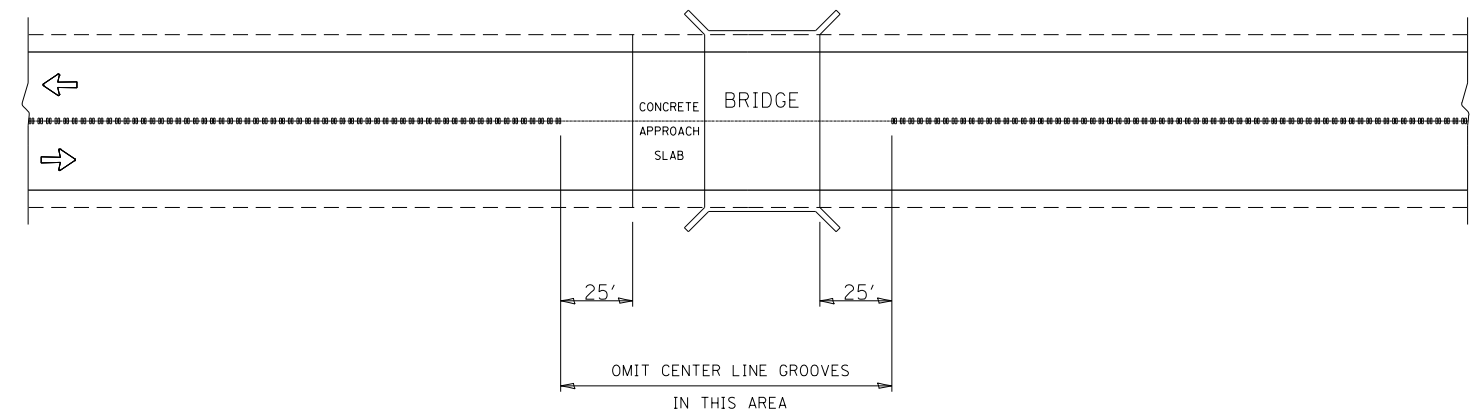 CONCRETE
APPROACH
SLAB
BRIDGE
25'
25'
OMIT CENTER LINE GROOVES
IN THIS AREA